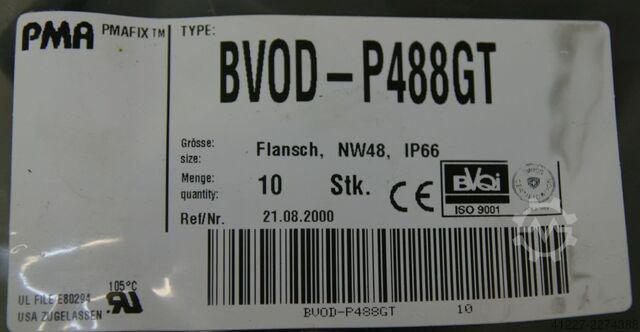 PMA PMAFIX™ TYPE:
BVOD-P488GT
Grösse: Flansch, NW48, IP66
size:
Menge: 10 Stk. CE BVQi
quantity:
ISO 9001
Ref/Nr. 21.08.2000
105°C
UL FILE E80294
USA ZUGELASSEN
BVOD-P488GT 10